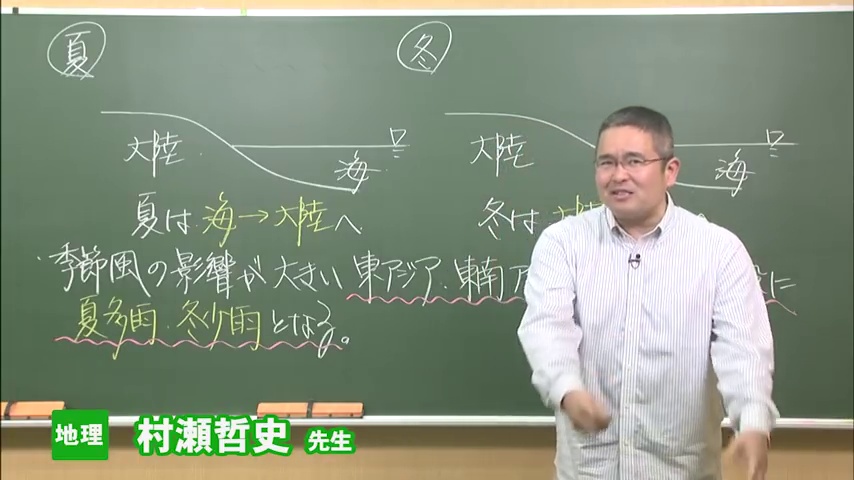 夏
冬
大陸
海
大陸
海
夏は海→大陸へ
冬は
季節風の影響が大きい東アジア・東南ア に
夏多雨・冬少雨となる。
地理 村瀬哲史 先生